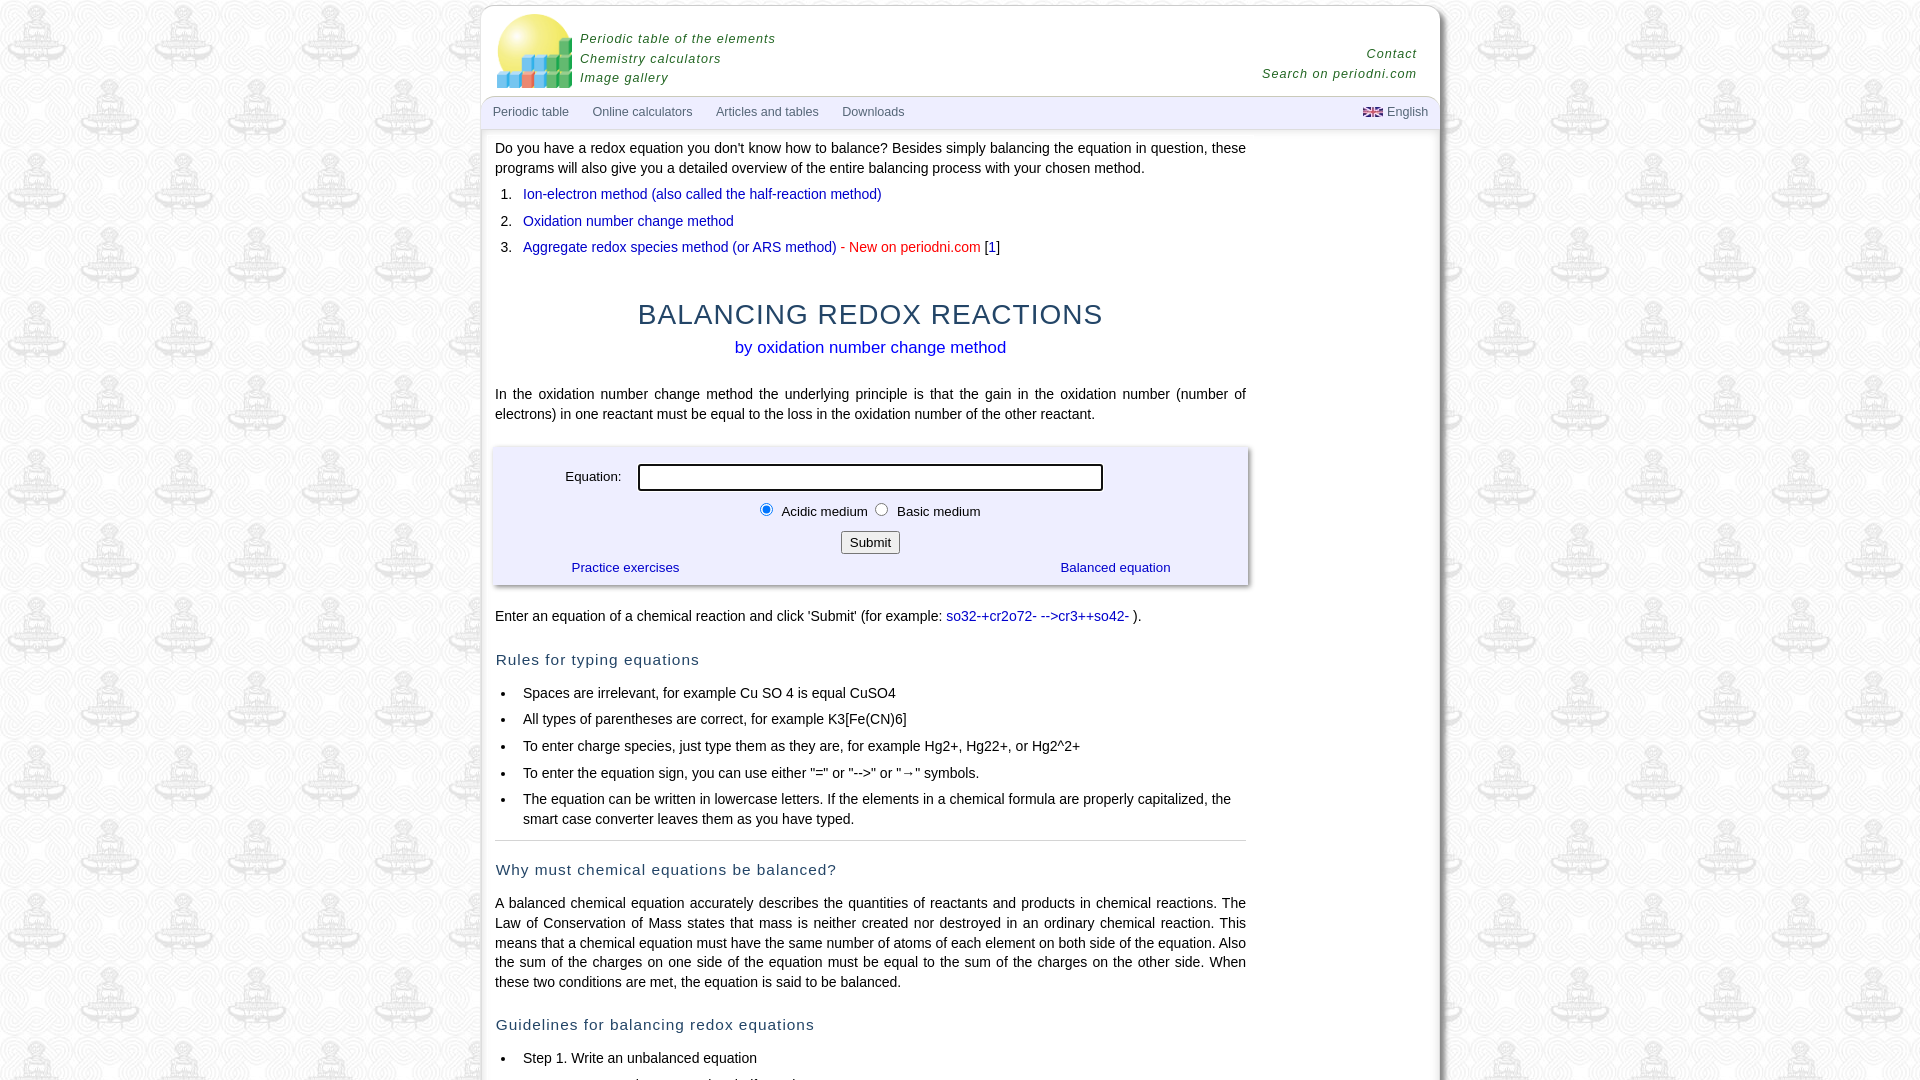 Periodic table of the elements
Chemistry calculators
Image gallery
Contact
Search on periodni.com
Periodic table
Online calculators
Articles and tables
Downloads
English
Do you have a redox equation you don't know how to balance? Besides simply balancing the equation in question, these
programs will also give you a detailed overview of the entire balancing process with your chosen method.
1. Ion-electron method (also called the half-reaction method)
2. Oxidation number change method
3. Aggregate redox species method (or ARS method) - New on periodni.com [1]
BALANCING REDOX REACTIONS
by oxidation number change method
In the oxidation number change method the underlying principle is that the gain in the oxidation number (number of
electrons) in one reactant must be equal to the loss in the oxidation number of the other reactant.
Equation:
Acidic medium
Basic medium
Submit
Practice exercises
Balanced equation
Enter an equation of a chemical reaction and click 'Submit' (for example: so32-+cr2o72- -->cr3++so42- ).
Rules for typing equations
• Spaces are irrelevant, for example Cu SO 4 is equal CuSO4
• All types of parentheses are correct, for example K3[Fe(CN)6]
• To enter charge species, just type them as they are, for example Hg2+, Hg22+, or Hg2^2+
• To enter the equation sign, you can use either "=" or "-->" or "→" symbols.
• The equation can be written in lowercase letters. If the elements in a chemical formula are properly capitalized, the
smart case converter leaves them as you have typed.
Why must chemical equations be balanced?
A balanced chemical equation accurately describes the quantities of reactants and products in chemical reactions. The
Law of Conservation of Mass states that mass is neither created nor destroyed in an ordinary chemical reaction. This
means that a chemical equation must have the same number of atoms of each element on both side of the equation. Also
the sum of the charges on one side of the equation must be equal to the sum of the charges on the other side. When
these two conditions are met, the equation is said to be balanced.
Guidelines for balancing redox equations
• Step 1. Write an unbalanced equation